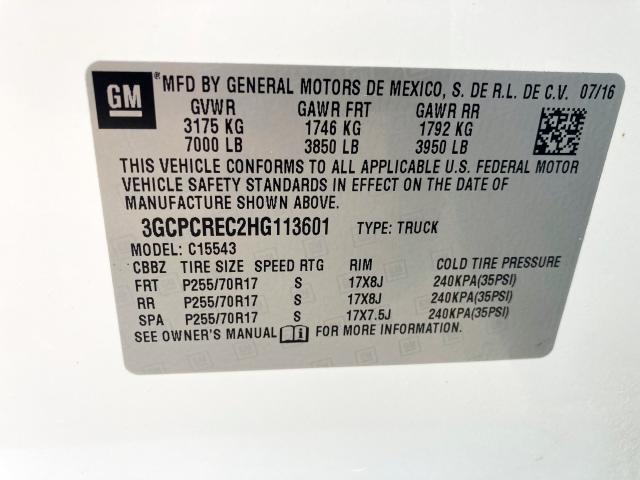 GM ® MFD BY GENERAL MOTORS DE MEXICO, S. DE R.L. DE C.V. 07/16
GVWR GAWR FRT GAWR RR
3175 KG 1746 KG 1792 KG
7000 LB 3850 LB 3950 LB
THIS VEHICLE CONFORMS TO ALL APPLICABLE U.S. FEDERAL MOTOR
VEHICLE SAFETY STANDARDS IN EFFECT ON THE DATE OF
MANUFACTURE SHOWN ABOVE.
3GCPCREC2HG113601 TYPE: TRUCK
MODEL: C15543
CBBZ TIRE SIZE SPEED RTG RIM COLD TIRE PRESSURE
FRT P255/70R17 S 17X8J 240KPA(35PSI)
RR P255/70R17 S 17X8J 240KPA(35PSI)
SPA P255/70R17 S 17X7.5J 240KPA(35PSI)
SEE OWNER'S MANUAL FOR MORE INFORMATION.